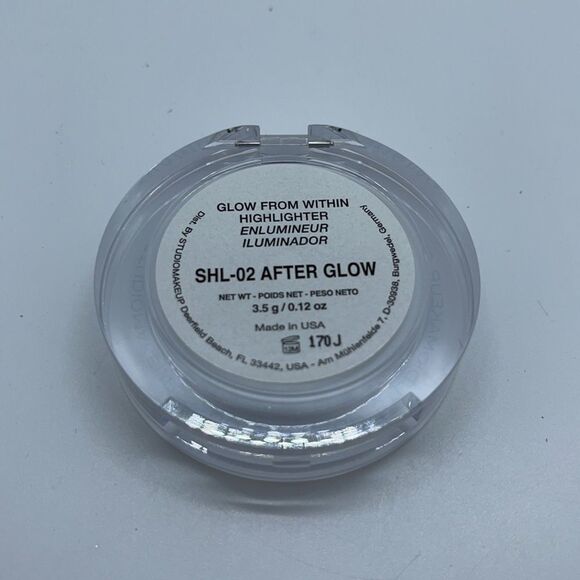 GLOW FROM WITHIN
HIGHLIGHTER
ENLUMINEUR
ILUMINADOR
SHL-02 AFTER GLOW
NET WT - POIDS NET - PESO NETO
3.5 g / 0.12 oz
Made in USA
12M 170J
Dist. By STUDIOMAKEUP Deerfield Beach, FL 33442, USA - Am Mühlenfelde 7, D-30938, Burgwedel, Germany